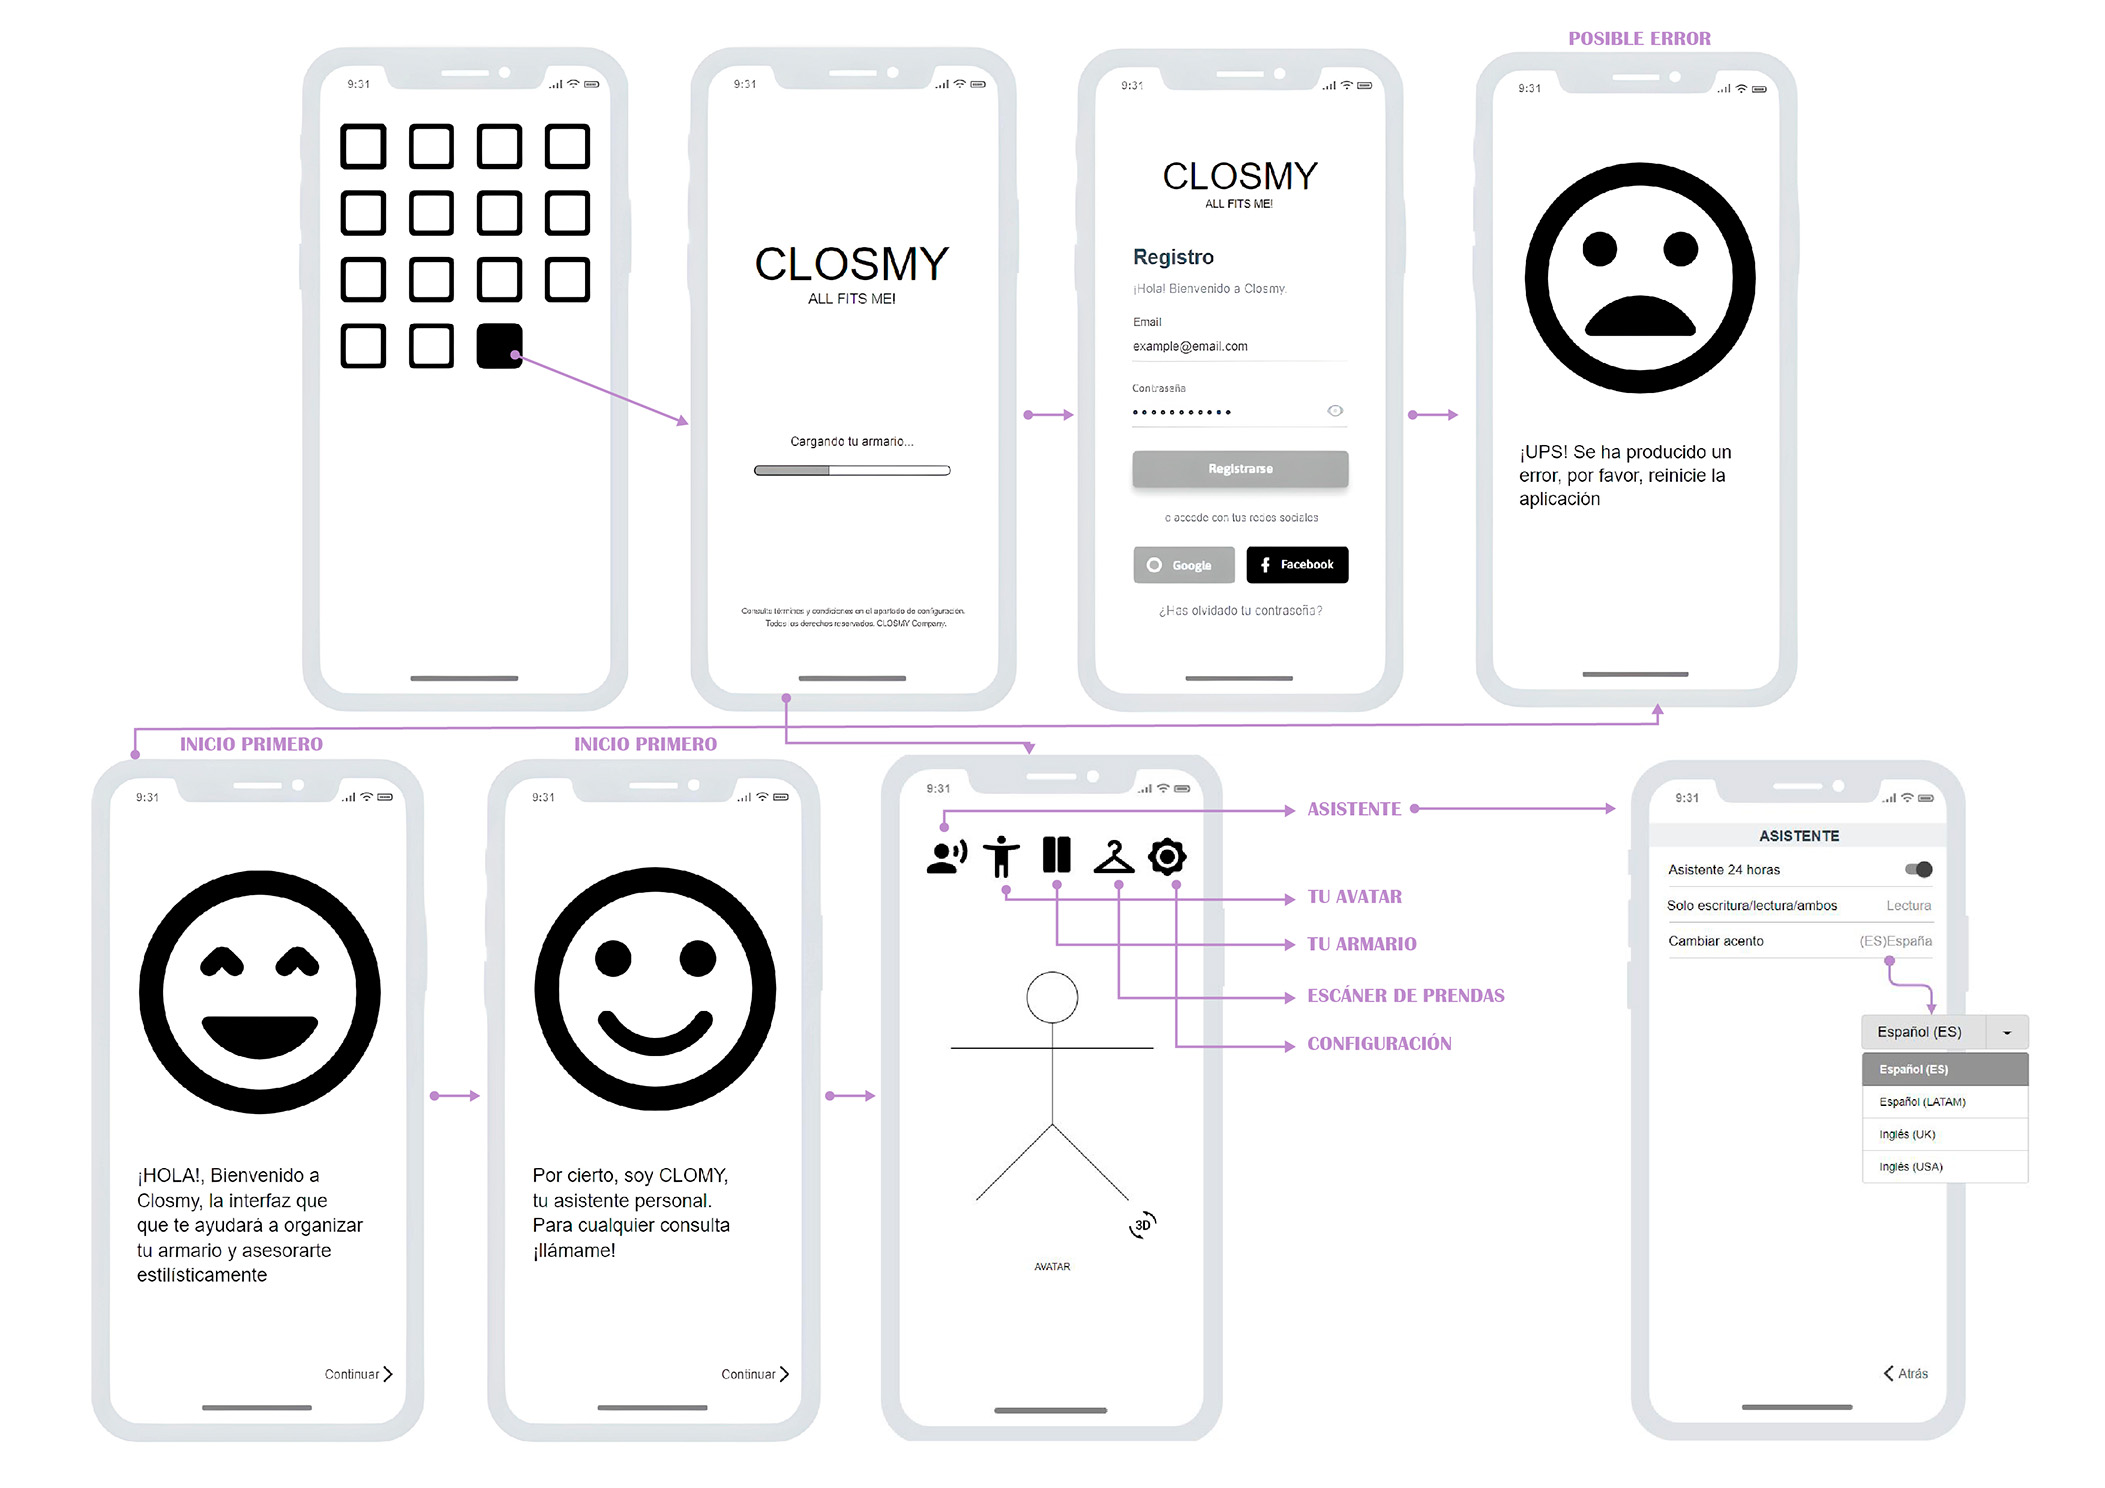 POSIBLE ERROR
9:31
9:31
CLOSMY
ALL FITS ME!
Cargando tu armario...
Consulta términos y condiciones en el apartado de configuración.
Todos los derechos reservados. CLOSMY Company.
9:31
CLOSMY
ALL FITS ME!
Registro
¡Hola! Bienvenido a Closmy.
Email
example@email.com
Contraseña
Registrarse
o accede con tus redes sociales
Google
Facebook
¿Has olvidado tu contraseña?
9:31
¡UPS! Se ha producido un
error, por favor, reinicie la
aplicación
INICIO PRIMERO
9:31
¡HOLA!, Bienvenido a
Closmy, la interfaz que
que te ayudará a organizar
tu armario y asesorarte
estilísticamente
Continuar
INICIO PRIMERO
9:31
Por cierto, soy CLOMY,
tu asistente personal.
Para cualquier consulta
¡llámame!
Continuar
9:31
3D
AVATAR
ASISTENTE
TU AVATAR
TU ARMARIO
ESCÁNER DE PRENDAS
CONFIGURACIÓN
9:31
ASISTENTE
Asistente 24 horas
Solo escritura/lectura/ambos Lectura
Cambiar acento (ES)España
Español (ES)
Español (ES)
Español (LATAM)
Inglés (UK)
Inglés (USA)
Atrás